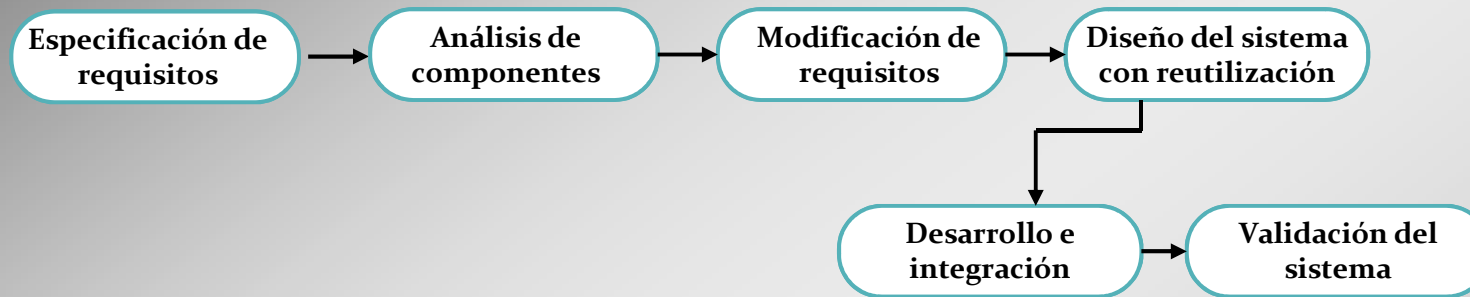 Especificación de
requisitos
Análisis de
componentes
Modificación de
requisitos
Diseño del sistema
con reutilización
Desarrollo e
integración
Validación del
sistema